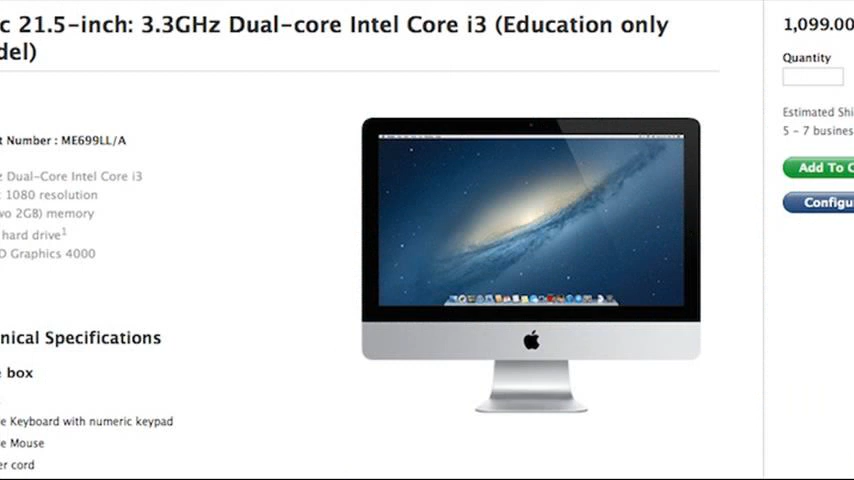 c 21.5-inch: 3.3GHz Dual-core Intel Core i3 (Education only
del)
t Number : ME699LL/A
z Dual-Core Intel Core i3
1080 resolution
wo 2GB) memory
hard drive1
D Graphics 4000
nical Specifications
box
e Keyboard with numeric keypad
e Mouse
er cord
1,099.00
Quantity
Estimated Shi
5 - 7 busines
Add To C
Configu